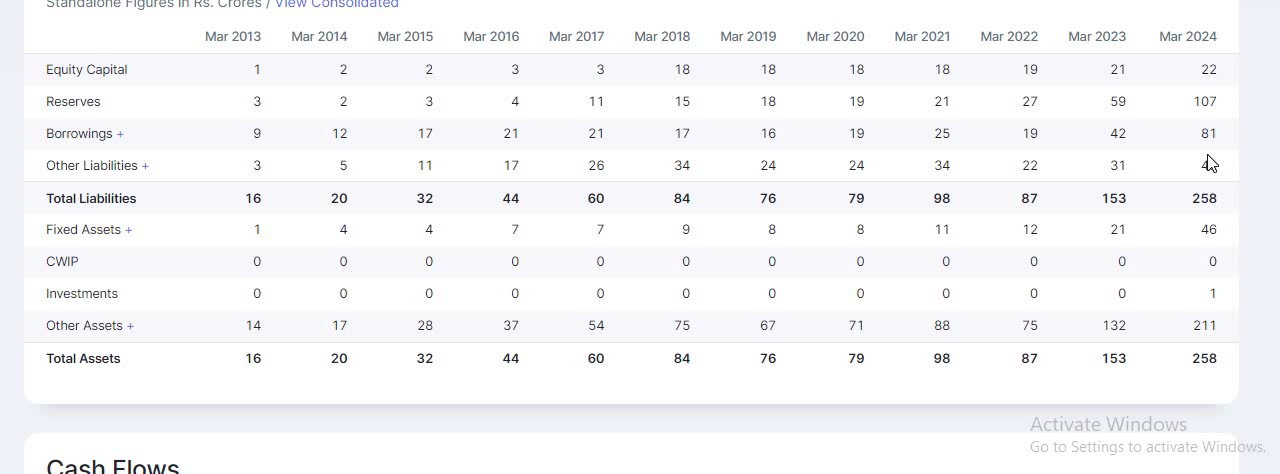 Standalone Figures in Rs. Crores / View Consolidated
Mar 2013 Mar 2014 Mar 2015 Mar 2016 Mar 2017 Mar 2018 Mar 2019 Mar 2020 Mar 2021 Mar 2022 Mar 2023 Mar 2024
Equity Capital 1 2 2 3 3 18 18 18 18 19 21 22
Reserves 3 2 3 4 11 15 18 19 21 27 59 107
Borrowings + 9 12 17 21 21 17 16 19 25 19 42 81
Other Liabilities + 3 5 11 17 26 34 24 24 34 22 31
Total Liabilities 16 20 32 44 60 84 76 79 98 87 153 258
Fixed Assets + 1 4 4 7 7 9 8 8 11 12 21 46
CWIP 0 0 0 0 0 0 0 0 0 0 0 0
Investments 0 0 0 0 0 0 0 0 0 0 0 1
Other Assets + 14 17 28 37 54 75 67 71 88 75 132 211
Total Assets 16 20 32 44 60 84 76 79 98 87 153 258
Cash Flows
Activate Windows
Go to Settings to activate Windows.